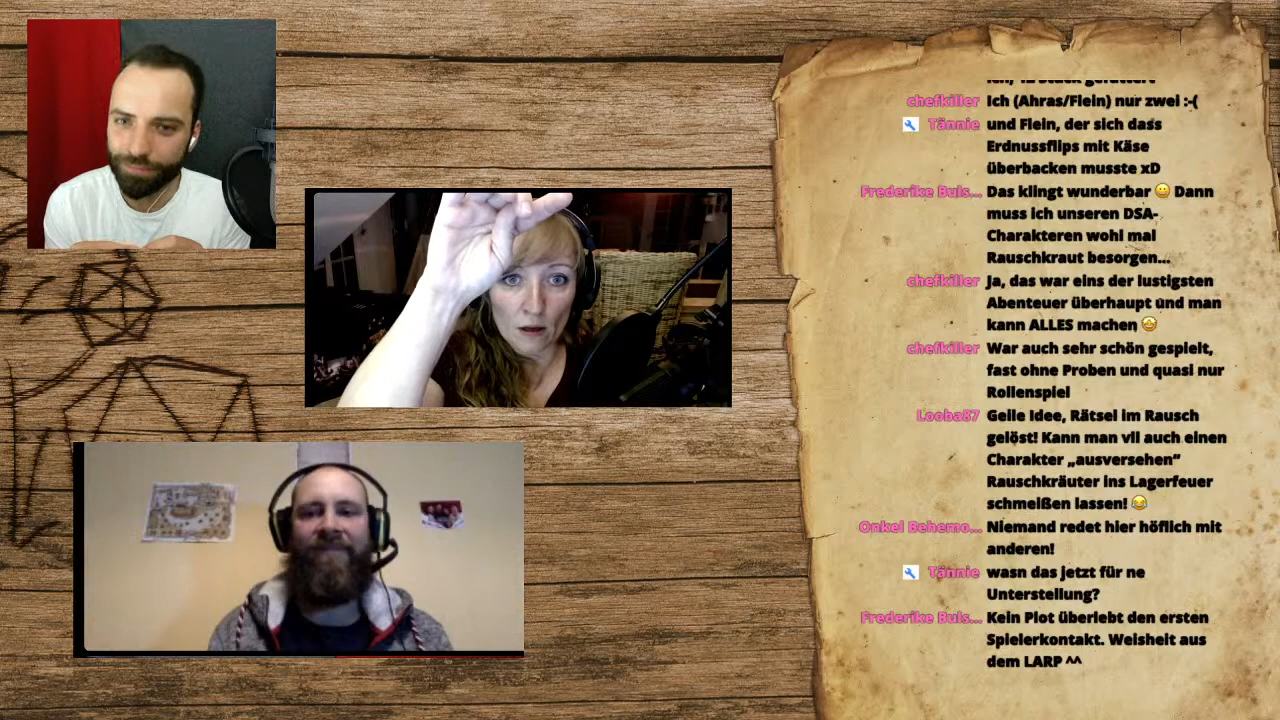 chefkiller Ich (Ahras/Flein) nur zwei :-(
Tännie und Flein, der sich dass
Erdnussflips mit Käse
überbacken musste xD
Frederike Buls... Das klingt wunderbar 😀 Dann
muss ich unseren DSA-
Charakteren wohl mal
Rauschkraut besorgen...
chefkiller Ja, das war eins der lustigsten
Abenteuer überhaupt und man
kann ALLES machen 🤩
chefkiller War auch sehr schön gespielt,
fast ohne Proben und quasi nur
Rollenspiel
Looba87 Geile Idee, Rätsel im Rausch
gelöst! Kann man vll auch einen
Charakter „ausversehen“
Rauschkräuter ins Lagerfeuer
schmeißen lassen! 😂
Onkel Behemo... Niemand redet hier höflich mit
anderen!
Tännie wasn das jetzt für ne
Unterstellung?
Frederike Buls... Kein Plot überlebt den ersten
Spielerkontakt. Weisheit aus
dem LARP ^^